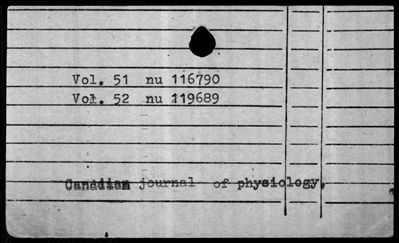 Vol. 51 nu 116790
Vol. 52 nu 119689
Canadian journal of physiology,